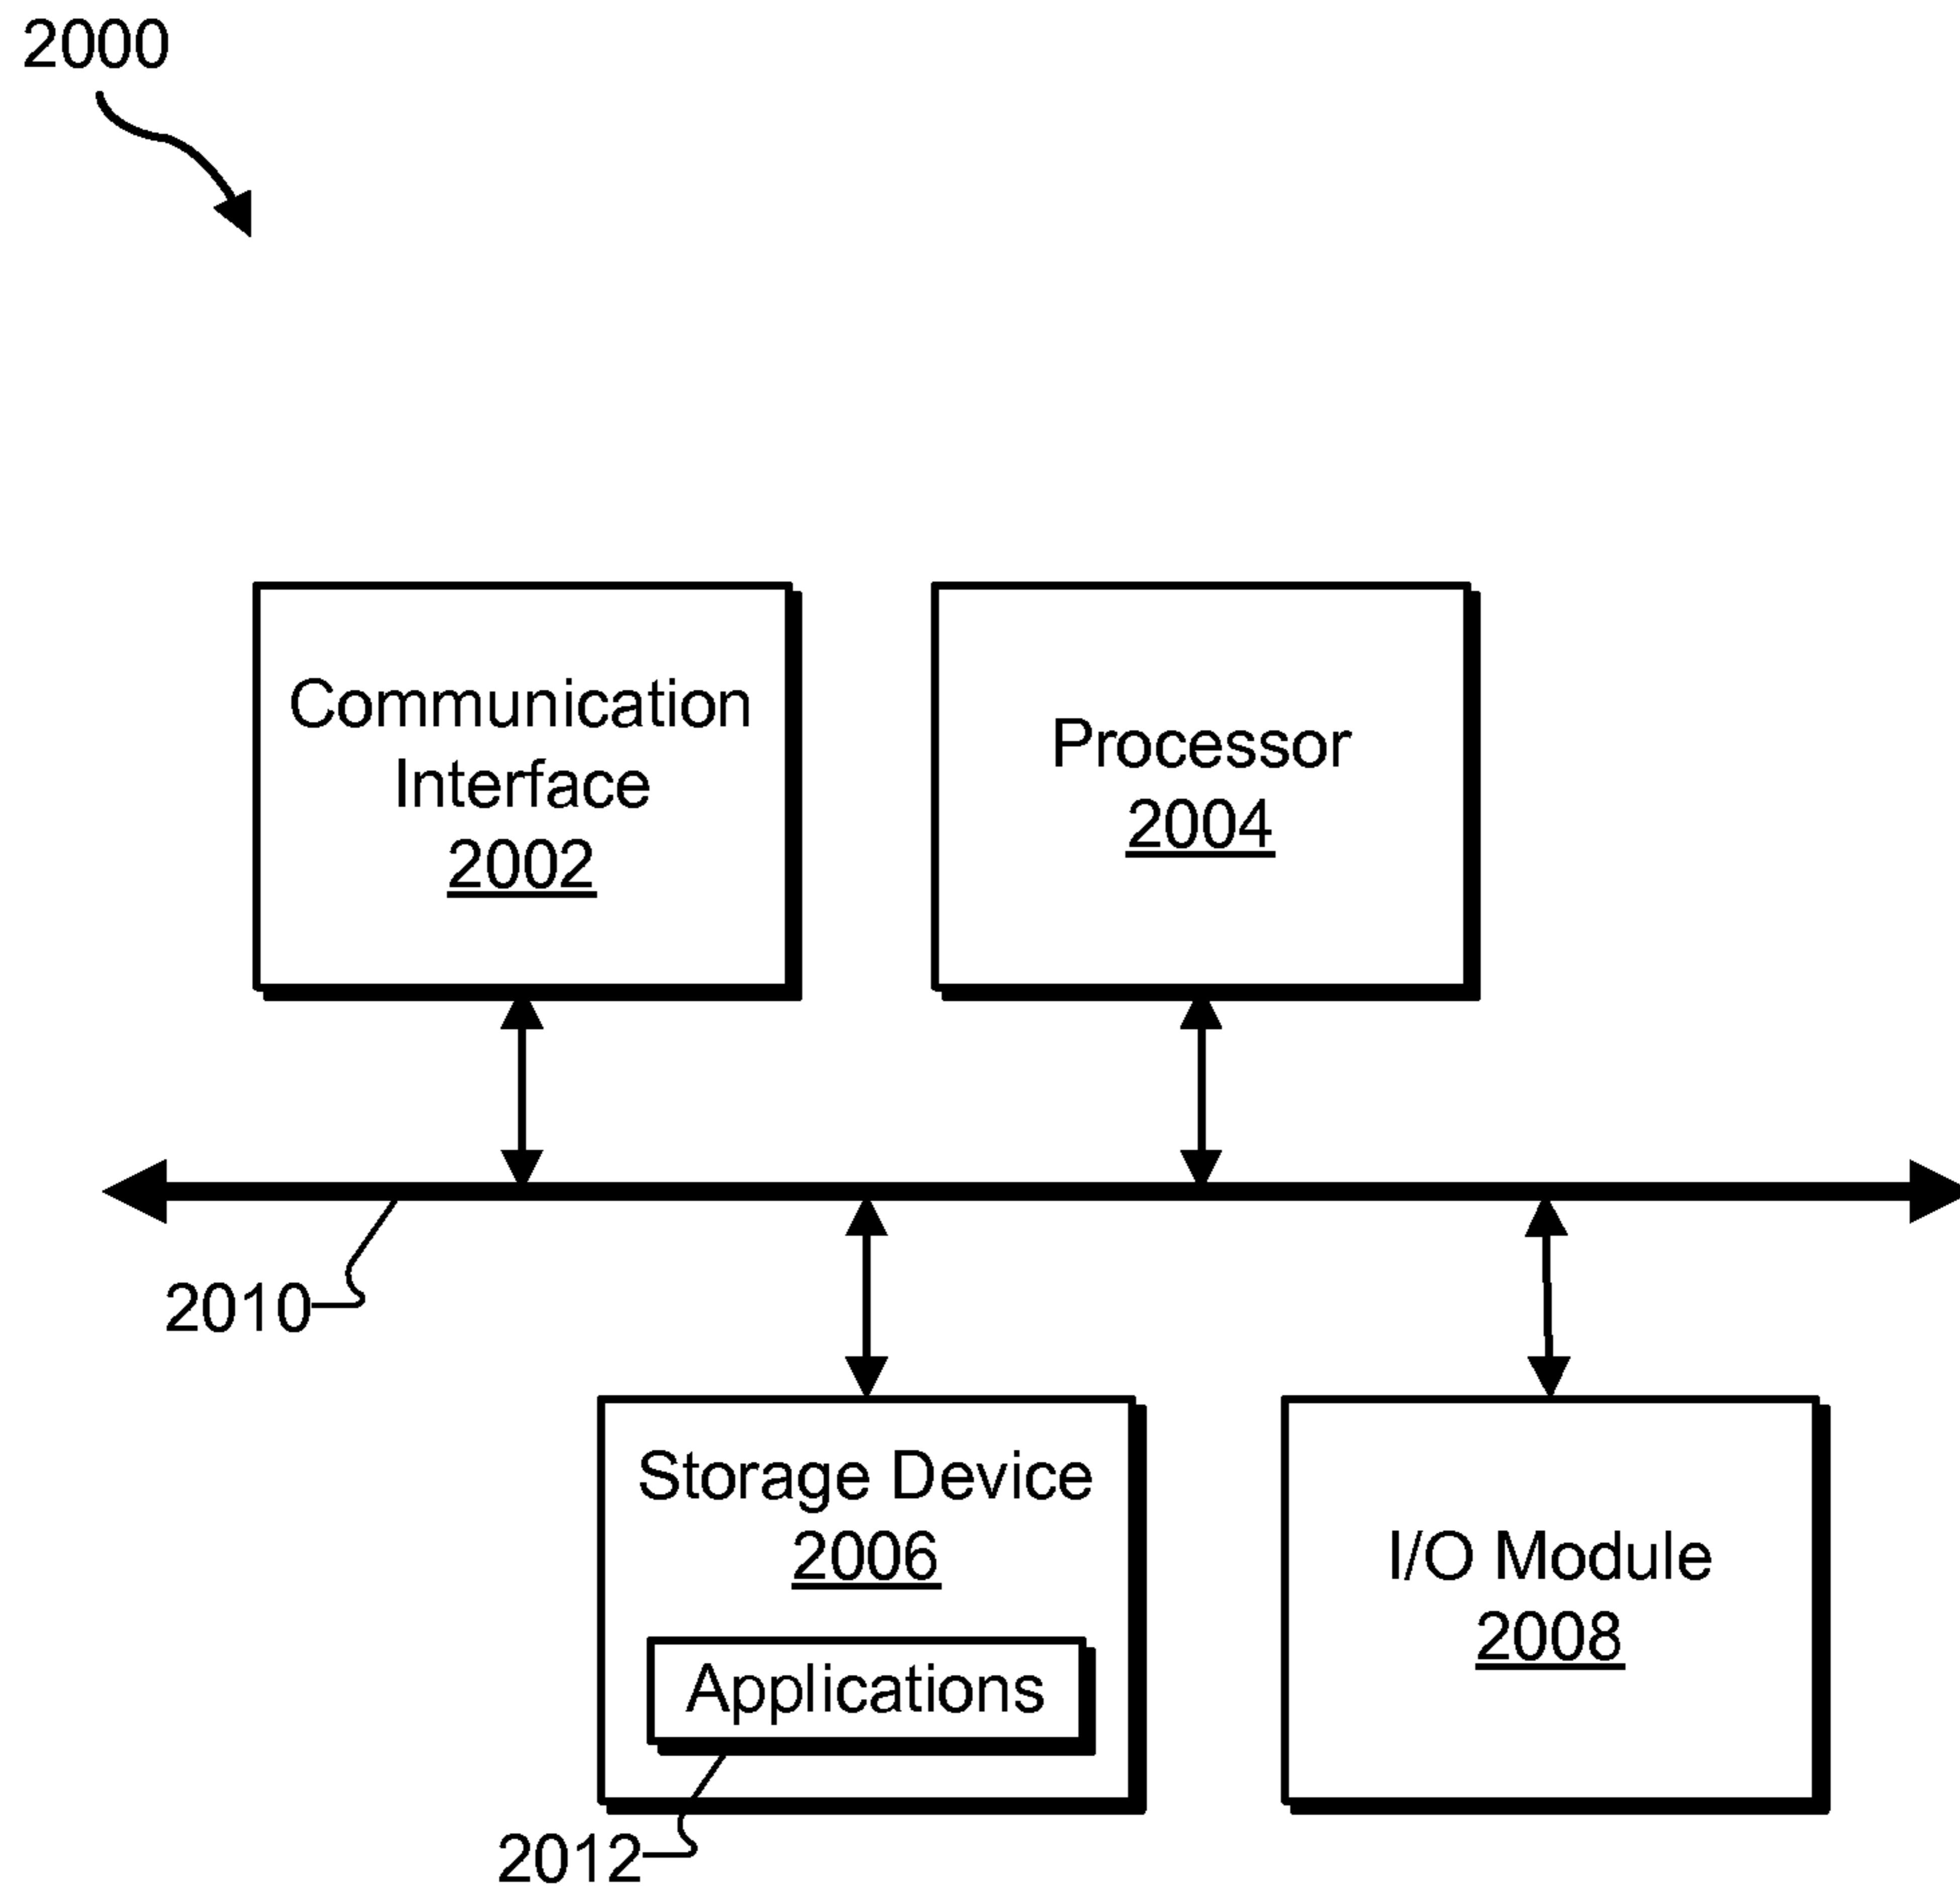 2000
Communication
Interface
2002
Processor
2004
2010
Storage Device
2006
Applications
2012
I/O Module
2008